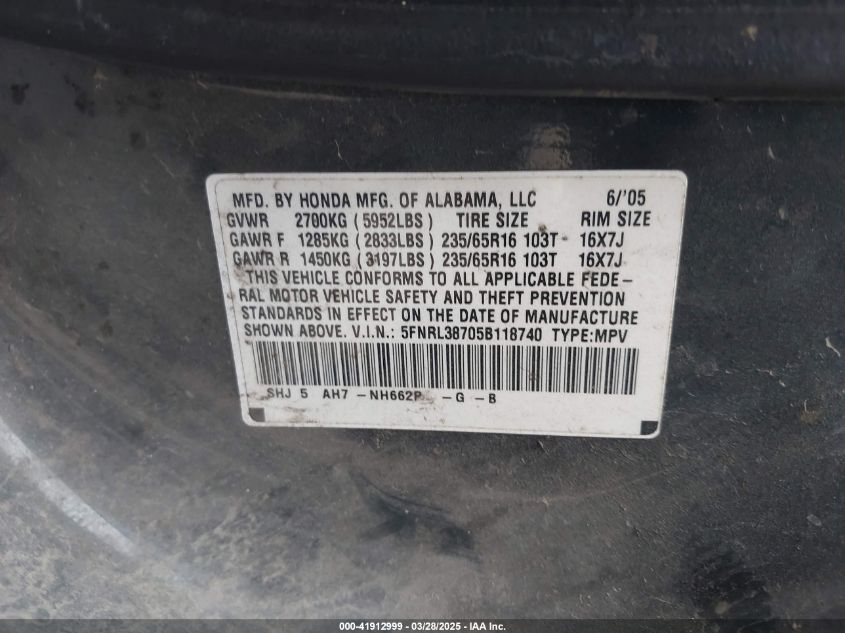 MFD. BY HONDA MFG. OF ALABAMA, LLC 6/'05
GVWR 2700KG (5952LBS) TIRE SIZE RIM SIZE
GAWR F 1285KG (2833LBS) 235/65R16 103T- 16X7J
GAWR R 1450KG (3197LBS) 235/65R16 103T 16X7J
THIS VEHICLE CONFORMS TO ALL APPLICABLE FEDE-
RAL MOTOR VEHICLE SAFETY AND THEFT PREVENTION
STANDARDS IN EFFECT ON THE DATE OF MANUFACTURE
SHOWN ABOVE. V.I.N.: 5FNRL38705B118740 TYPE:MPV
SHJ 5 AH7 -NH662P -G -B
000-41912999 - 03/28/2025 - IAA Inc.